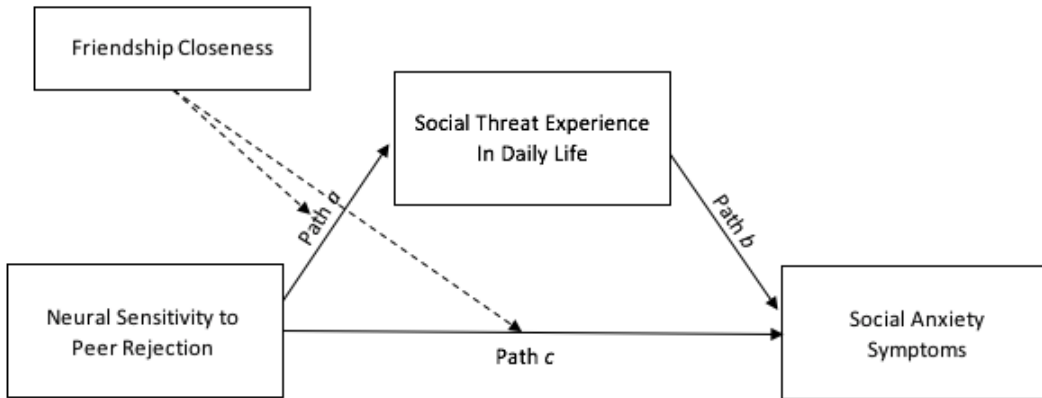 Friendship Closeness
Social Threat Experience
In Daily Life
Path a
Path b
Neural Sensitivity to
Peer Rejection
Path c
Social Anxiety
Symptoms